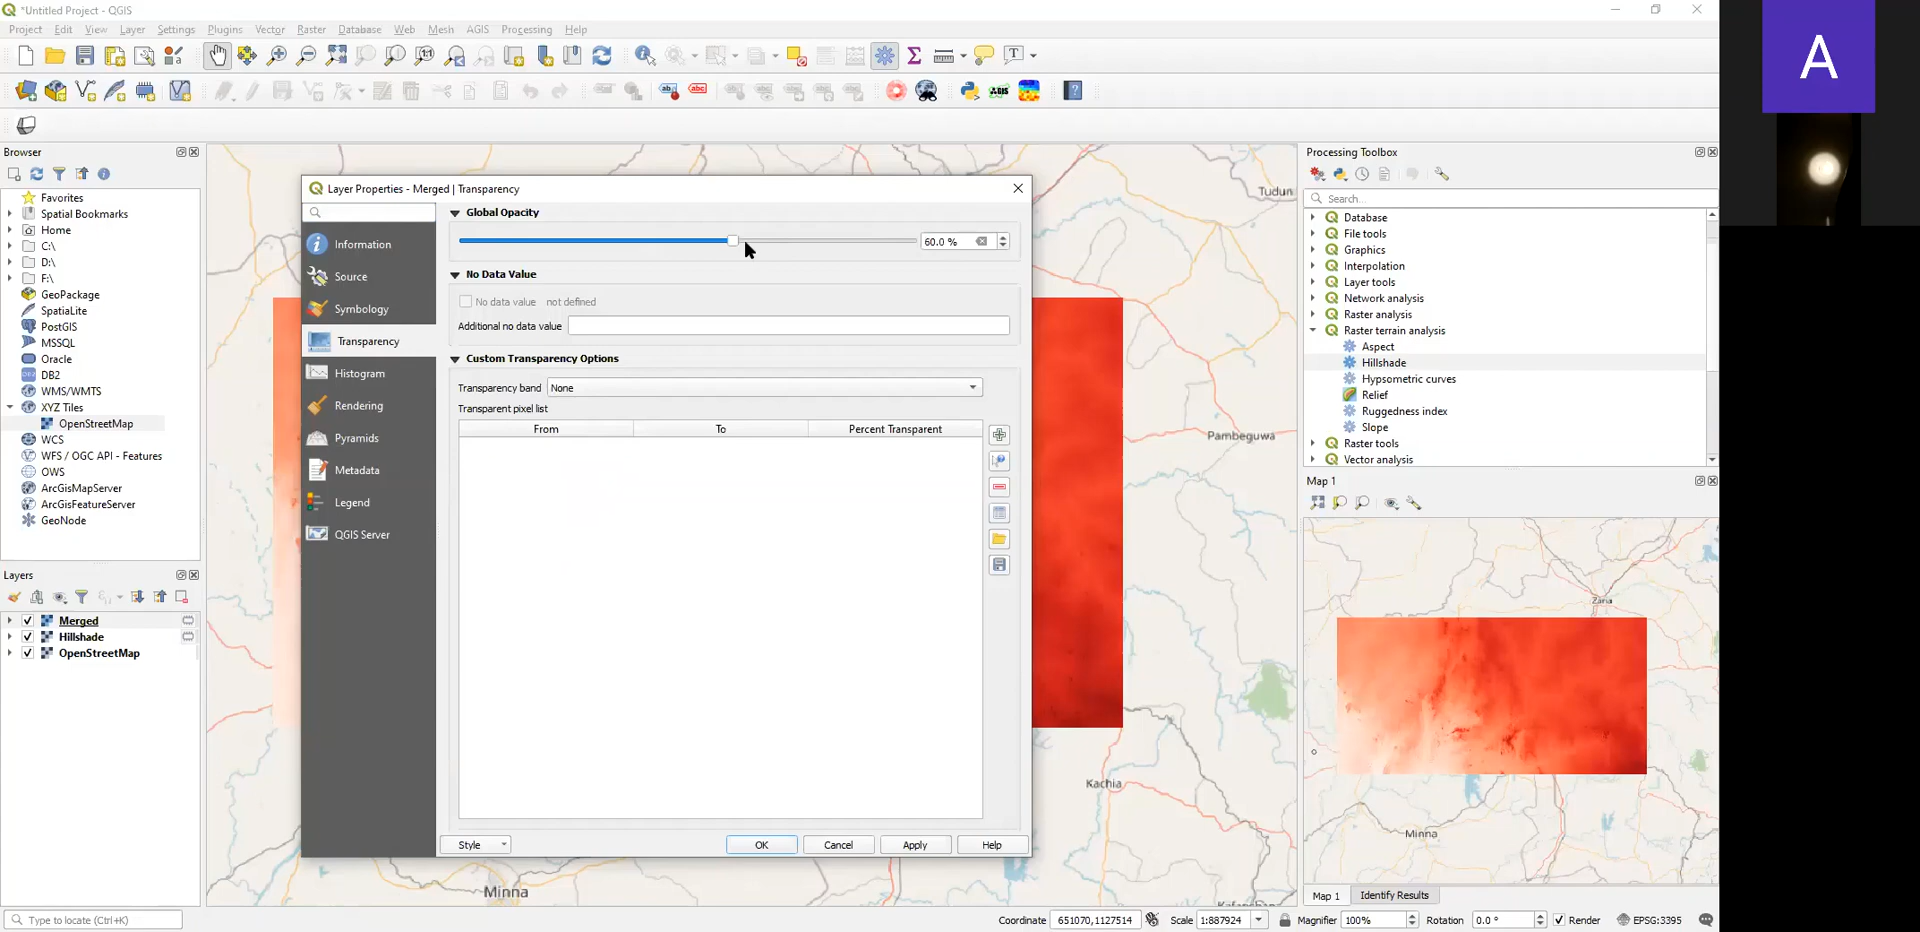 *Untitled Project - QGIS
Project Edit View Layer Settings Plugins Vector Raster Database Web Mesh AGIS Processing Help
A
Browser
Favorites
Spatial Bookmarks
Home
C:\
D:\
F:\
GeoPackage
SpatiaLite
PostGIS
MSSQL
Oracle
DB2
WMS/WMTS
XYZ Tiles
OpenStreetMap
WCS
WFS / OGC API - Features
OWS
ArcGisMapServer
ArcGisFeatureServer
GeoNode
Layers
Merged
Hillshade
OpenStreetMap
Type to locate (Ctrl+K)
Layer Properties - Merged | Transparency
Information
Source
Symbology
Transparency
Histogram
Rendering
Pyramids
Metadata
Legend
QGIS Server
Global Opacity
60.0 %
No Data Value
No data value not defined
Additional no data value
Custom Transparency Options
Transparency band None
Transparent pixel list
From To Percent Transparent
Style OK Cancel Apply Help
Tudun
Pambeguwa
Kachia
Minna
Processing Toolbox
Search...
Database
File tools
Graphics
Interpolation
Layer tools
Network analysis
Raster analysis
Raster terrain analysis
Aspect
Hillshade
Hypsometric curves
Relief
Ruggedness index
Slope
Raster tools
Vector analysis
Map 1
Zaria
Minna
Map 1 Identify Results
Coordinate 651070,1127514 Scale 1:887924 Magnifier 100% Rotation 0.0 ° Render EPSG:3395